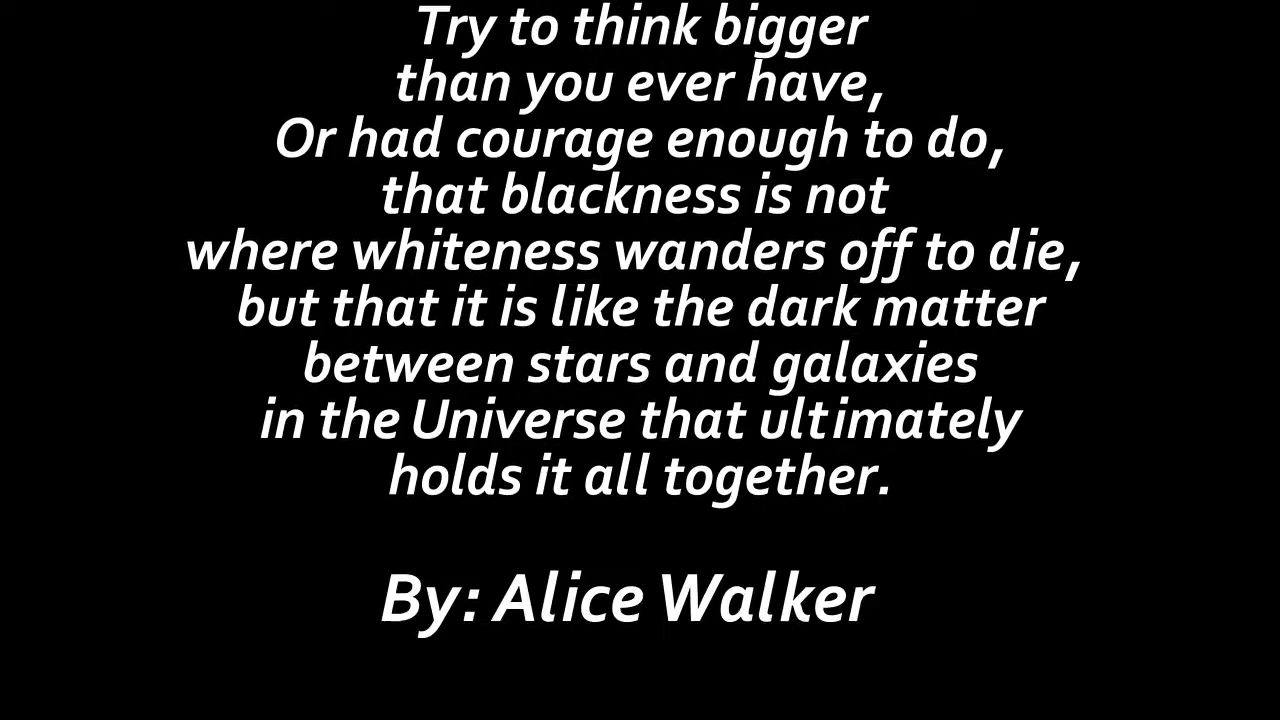 Try to think bigger
than you ever have,
Or had courage enough to do,
that blackness is not
where whiteness wanders off to die,
but that it is like the dark matter
between stars and galaxies
in the Universe that ultimately
holds it all together.
By: Alice Walker